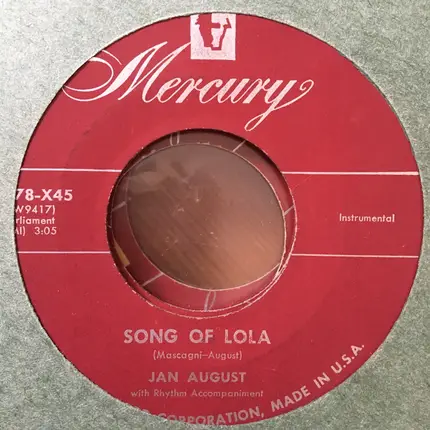 Mercury
78-X45
W9417)
rliament
MI) 3:05
Instrumental
SONG OF LOLA
(Mascagni-August)
JAN AUGUST
with Rhythm Accompaniment
CORPORATION, MADE IN U.S.A.